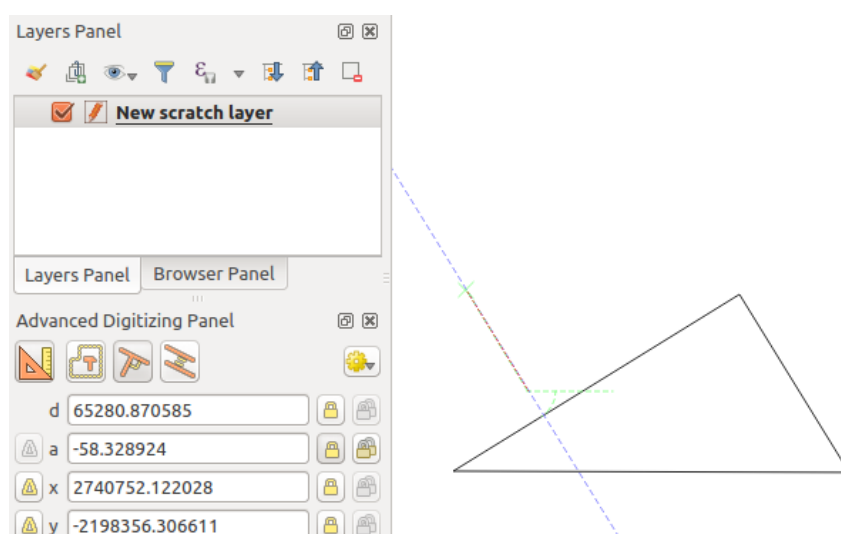 Layers Panel
New scratch layer
Layers Panel
Browser Panel
Advanced Digitizing Panel
d 65280.870585
a -58.328924
x 2740752.122028
y -2198356.306611